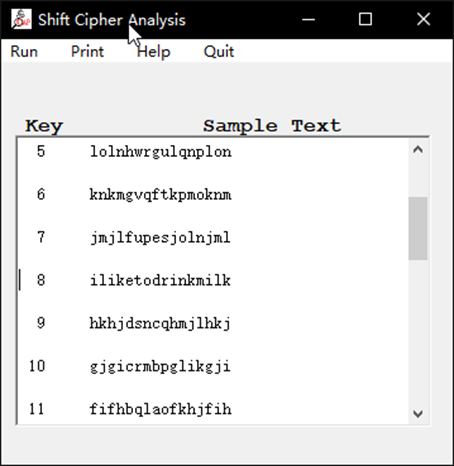 Shift Cipher Analysis
Run Print Help Quit
Key Sample Text
5 lolnhwrgulqnplon
6 knkmgvqftkpmoknm
7 jmjlfupesjolnjml
8 iliketodrinkmilk
9 hkhjdsncqhmjlhkj
10 gjgicrmbpglikgji
11 fifhbqlaofkhjfih